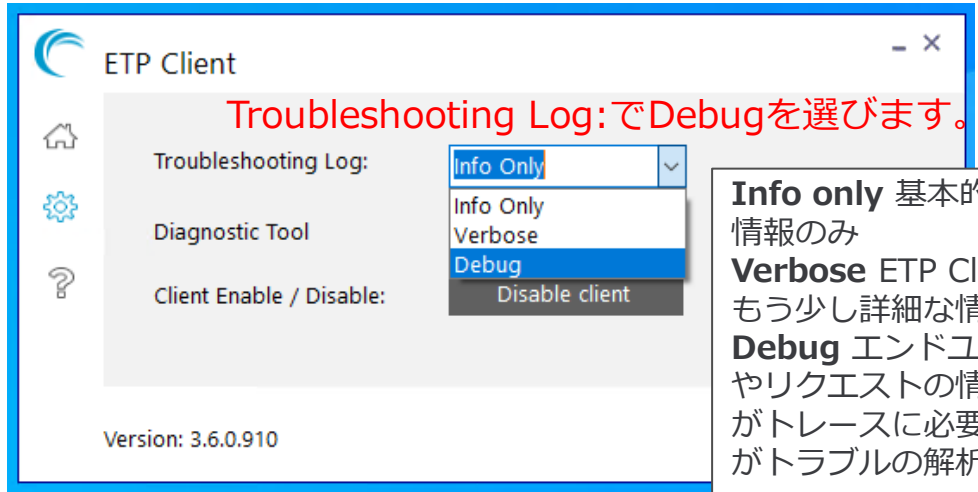 ETP Client
Troubleshooting Log:でDebugを選びます。
Troubleshooting Log:
Info Only
Info Only
Verbose
Debug
Diagnostic Tool
Client Enable / Disable:
Disable client
Version: 3.6.0.910
Info only 基本的
情報のみ
Verbose ETP Cl
もう少し詳細な情
Debug エンドユ
やリクエストの情
がトレースに必要
がトラブルの解析